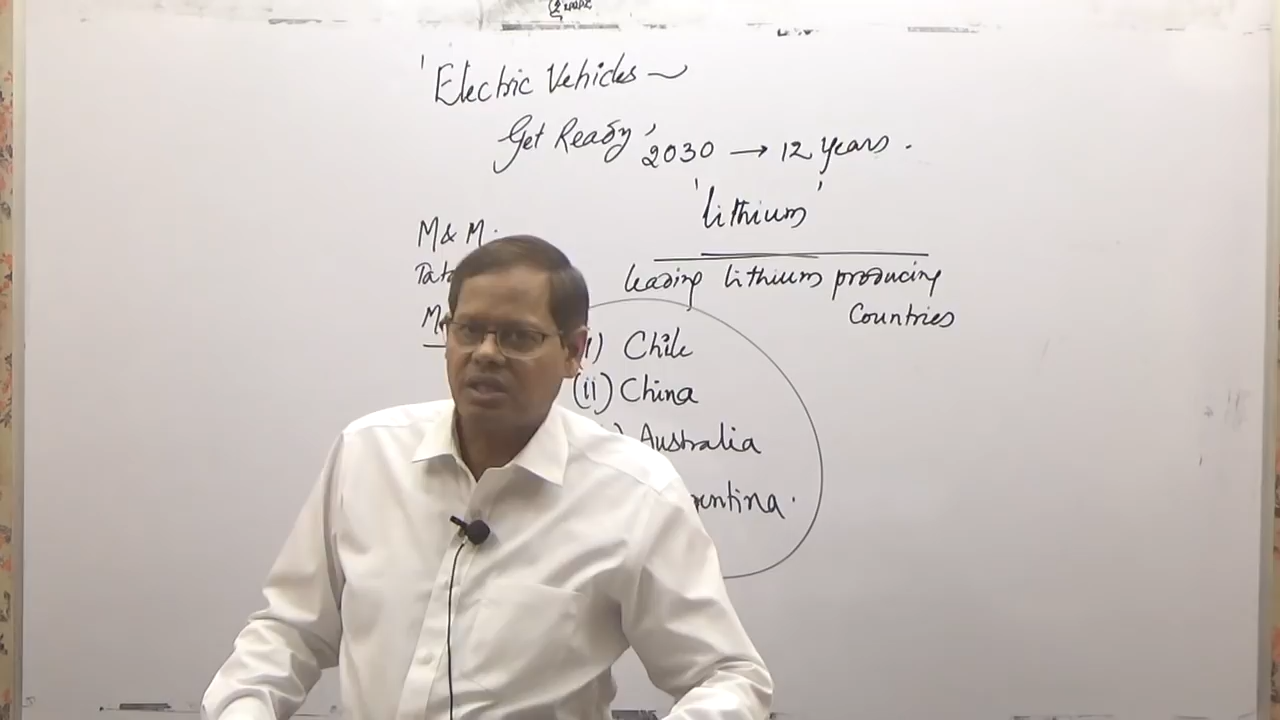 'Electric Vehicles ~
Get Ready' 2030 → 12 Years.
'Lithium'
M & M.
Leading Lithium producing
Countries
Chile
(ii) China
Australia